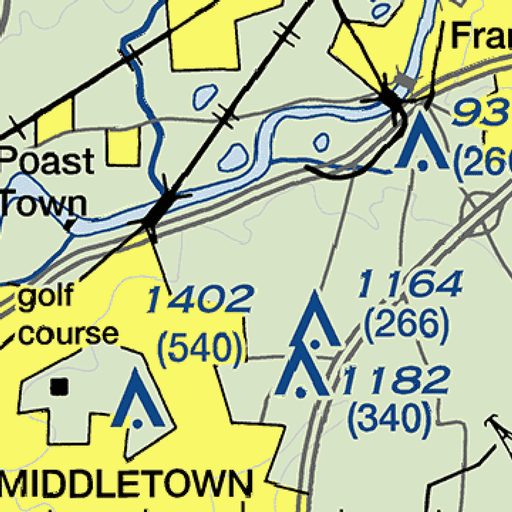 Poast
Town
golf
course
1402
(540)
1164
(266)
1182
(340)
MIDDLETOWN